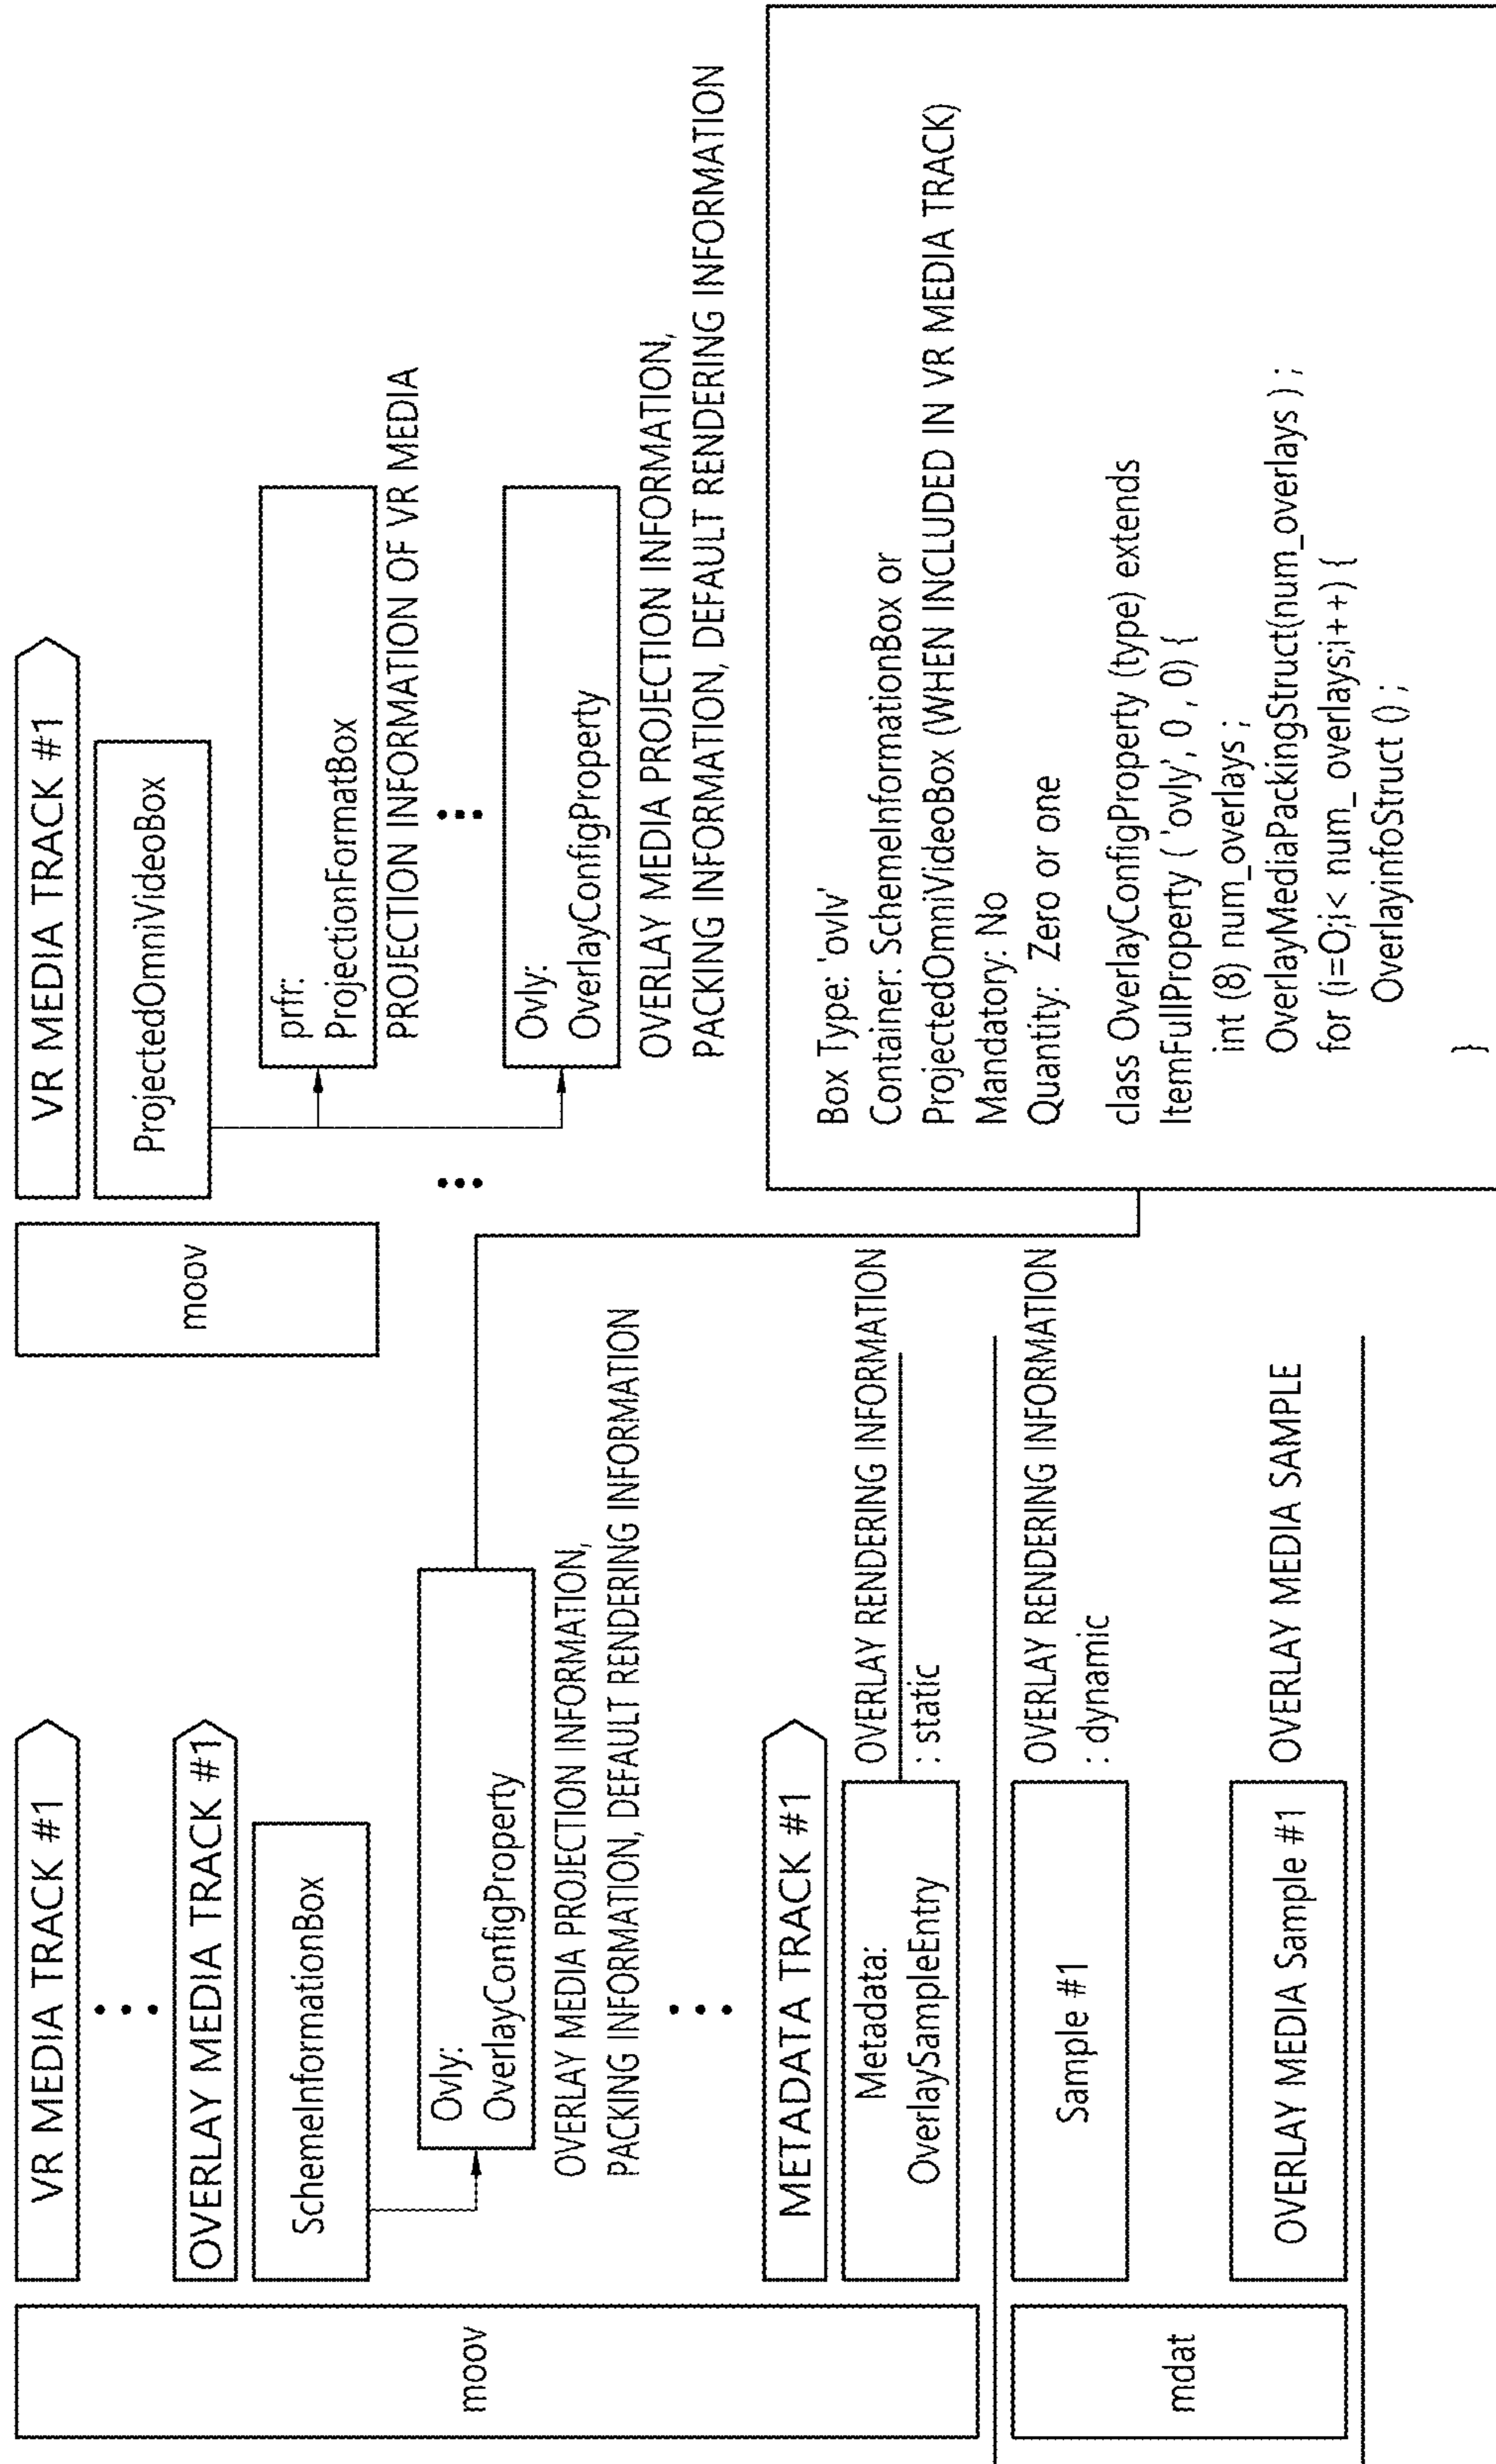 VR MEDIA TRACK #1
OVERLAY MEDIA TRACK #1
SchemeInformationBox
Ovly:
OverlayConfigProperty
OVERLAY MEDIA PROJECTION INFORMATION,
PACKING INFORMATION, DEFAULT RENDERING INFORMATION
METADATA TRACK #1
Metadata:
OverlaySampleEntry
OVERLAY RENDERING INFORMATION
: static
moov
Sample #1
OVERLAY RENDERING INFORMATION
: dynamic
OVERLAY MEDIA Sample #1
OVERLAY MEDIA SAMPLE
mdat
moov
VR MEDIA TRACK #1
ProjectedOmniVideoBox
prfr:
ProjectionFormatBox
PROJECTION INFORMATION OF VR MEDIA
Ovly:
OverlayConfigProperty
OVERLAY MEDIA PROJECTION INFORMATION,
PACKING INFORMATION, DEFAULT RENDERING INFORMATION
Box Type: 'ovlv'
Container: SchemeInformationBox or
ProjectedOmniVideoBox (WHEN INCLUDED IN VR MEDIA TRACK)
Mandatory: No
Quantity: Zero or one
class OverlayConfigProperty (type) extends
ItemFullProperty ( 'ovly', 0 , 0) {
int (8) num_overlays ;
OverlayMediaPackingStruct(num_overlays ) ;
for (i=O;i< num_ overlays;i++) {
OverlayinfoStruct () ;
}